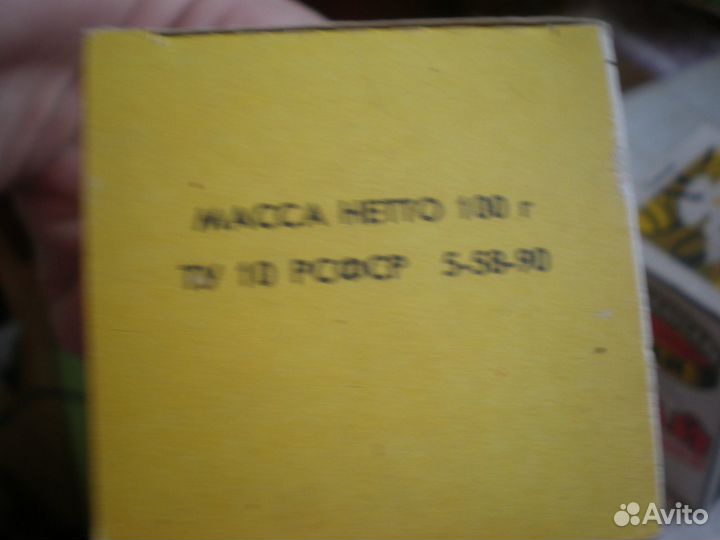 МАССА НЕТТО 100 г
ТУ 10 РСФСР 5-58-90
Avito